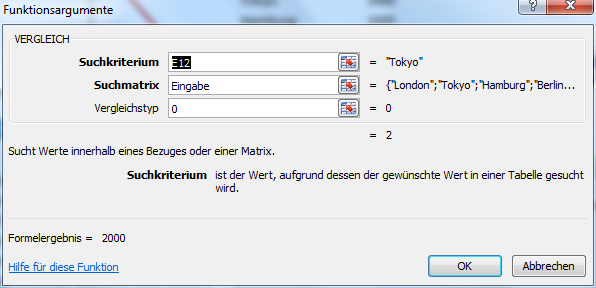 Funktionsargumente
VERGLEICH
Suchkriterium E12 = "Tokyo"
Suchmatrix Eingabe = {"London";"Tokyo";"Hamburg";"Berlin...
Vergleichstyp 0 = 0
= 2
Sucht Werte innerhalb eines Bezuges oder einer Matrix.
Suchkriterium ist der Wert, aufgrund dessen der gewünschte Wert in einer Tabelle gesucht
wird.
Formelergebnis = 2000
Hilfe für diese Funktion OK Abbrechen